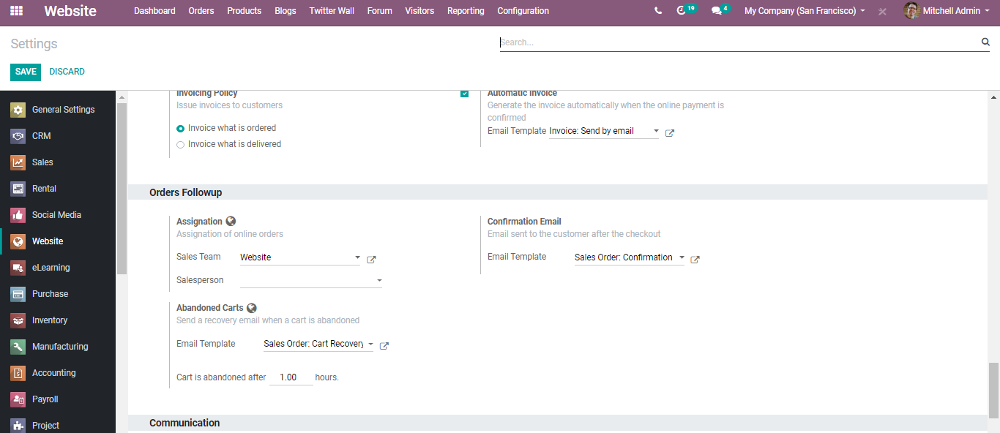 Website Dashboard Orders Products Blogs Twitter Wall Forum Visitors Reporting Configuration 19 4 My Company (San Francisco) Mitchell Admin
Settings
Search...
SAVE DISCARD
General Settings
CRM
Sales
Rental
Social Media
Website
eLearning
Purchase
Inventory
Manufacturing
Accounting
Payroll
Project
Invoicing Policy
Issue invoices to customers
Invoice what is ordered
Invoice what is delivered
Automatic Invoice
Generate the invoice automatically when the online payment is
confirmed
Email Template Invoice: Send by email
Orders Followup
Assignation
Assignation of online orders
Sales Team Website
Salesperson
Confirmation Email
Email sent to the customer after the checkout
Email Template Sales Order: Confirmation
Abandoned Carts
Send a recovery email when a cart is abandoned
Email Template Sales Order: Cart Recovery
Cart is abandoned after 1.00 hours.
Communication